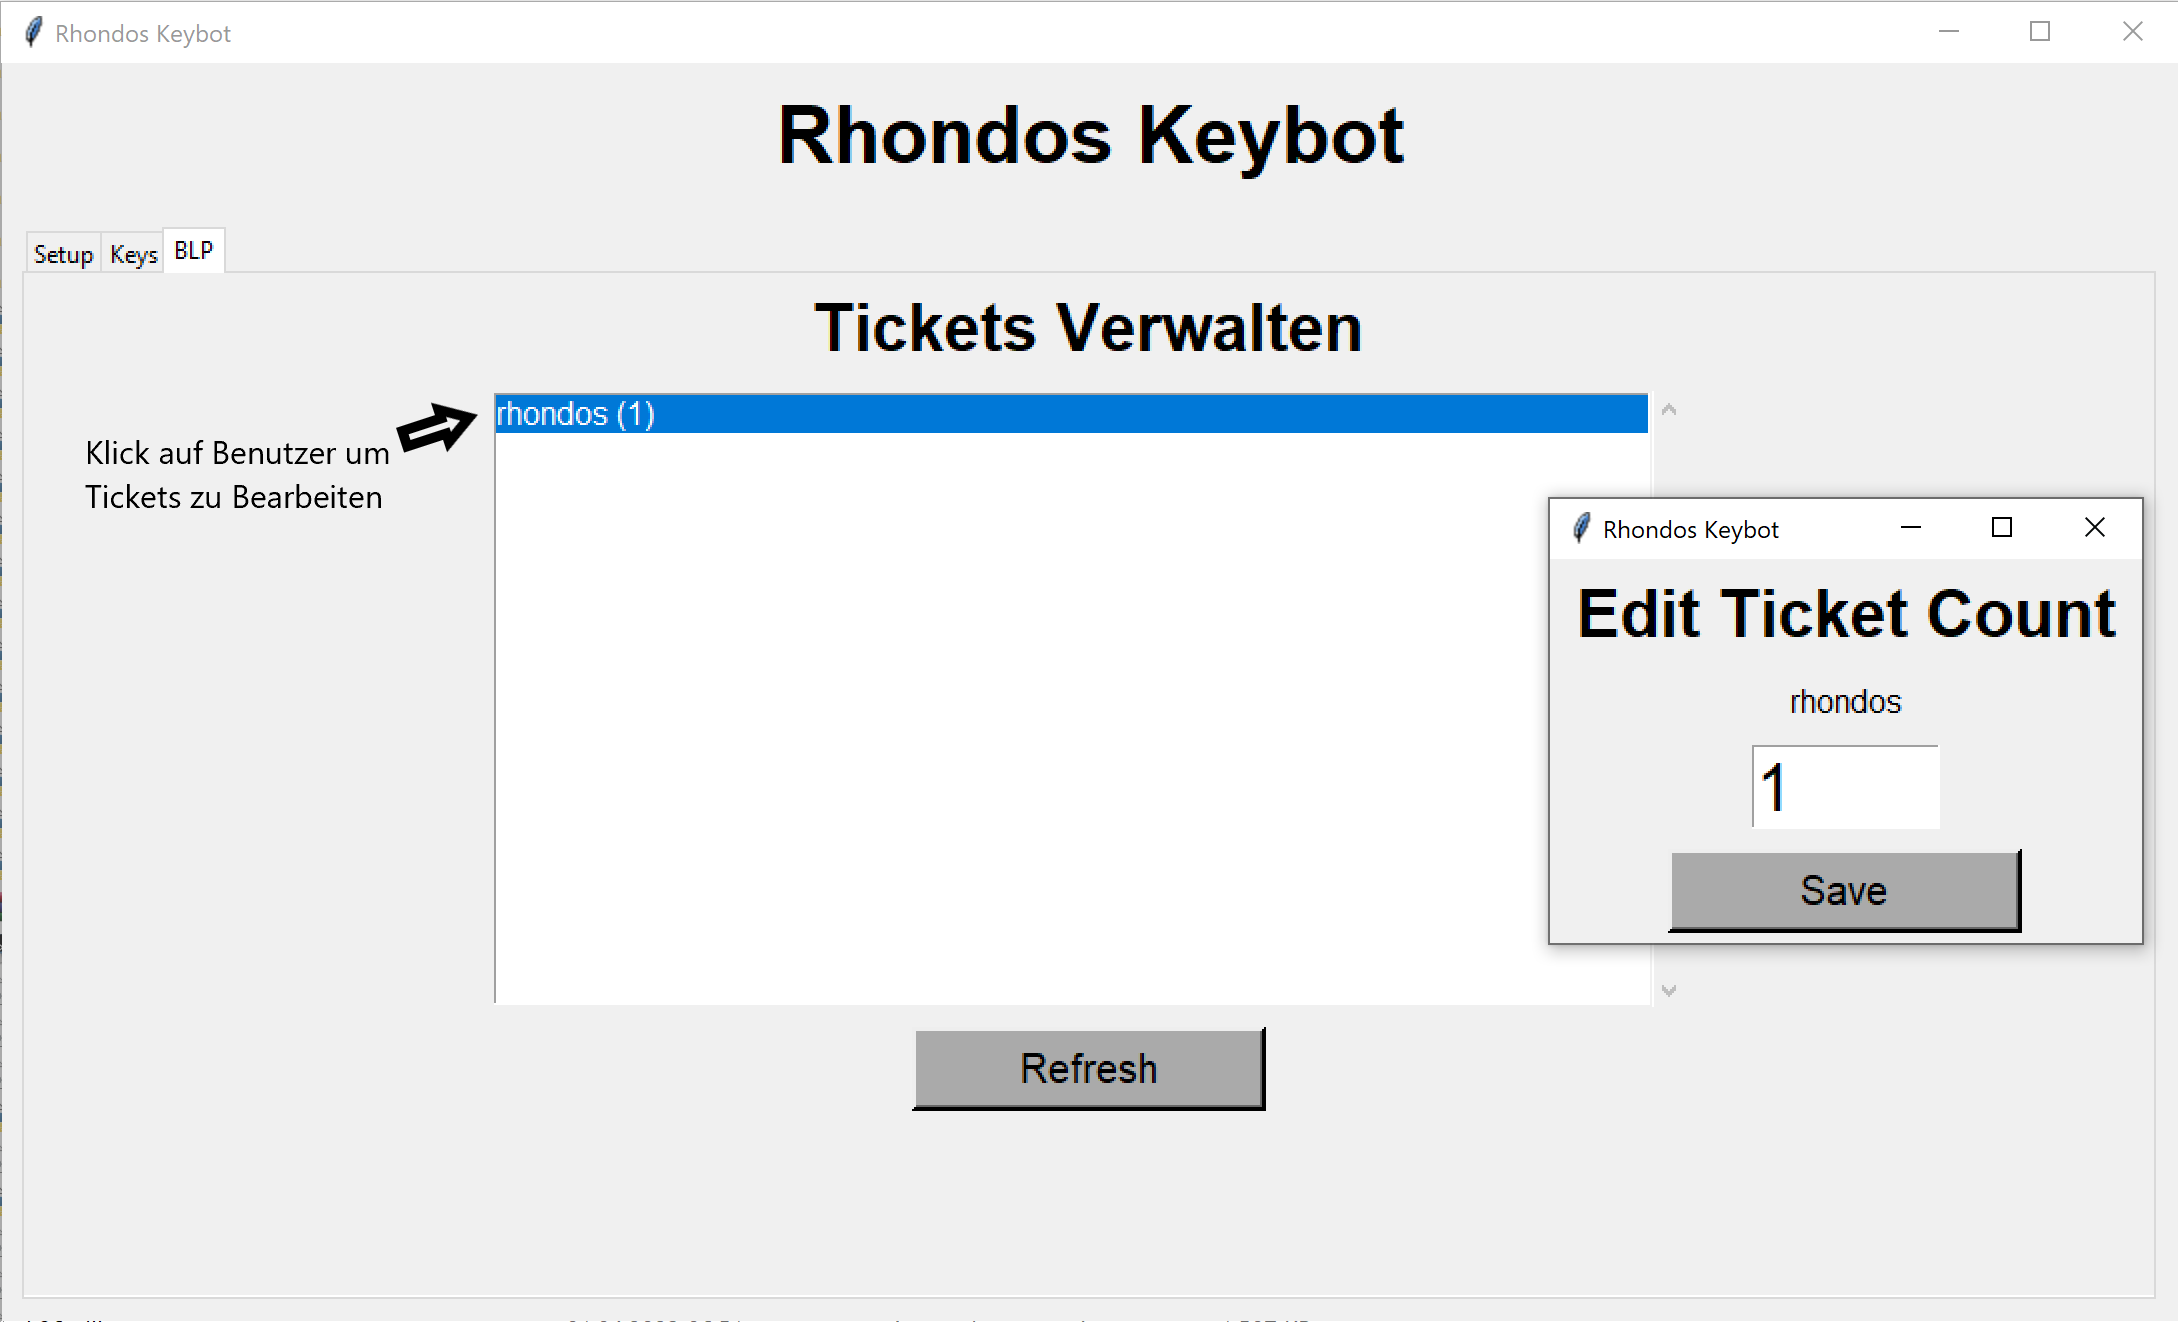 Rhondos Keybot
Rhondos Keybot
Setup Keys BLP
Tickets Verwalten
rhondos (1)
Klick auf Benutzer um
Tickets zu Bearbeiten
Rhondos Keybot
Edit Ticket Count
rhondos
1
Save
Refresh